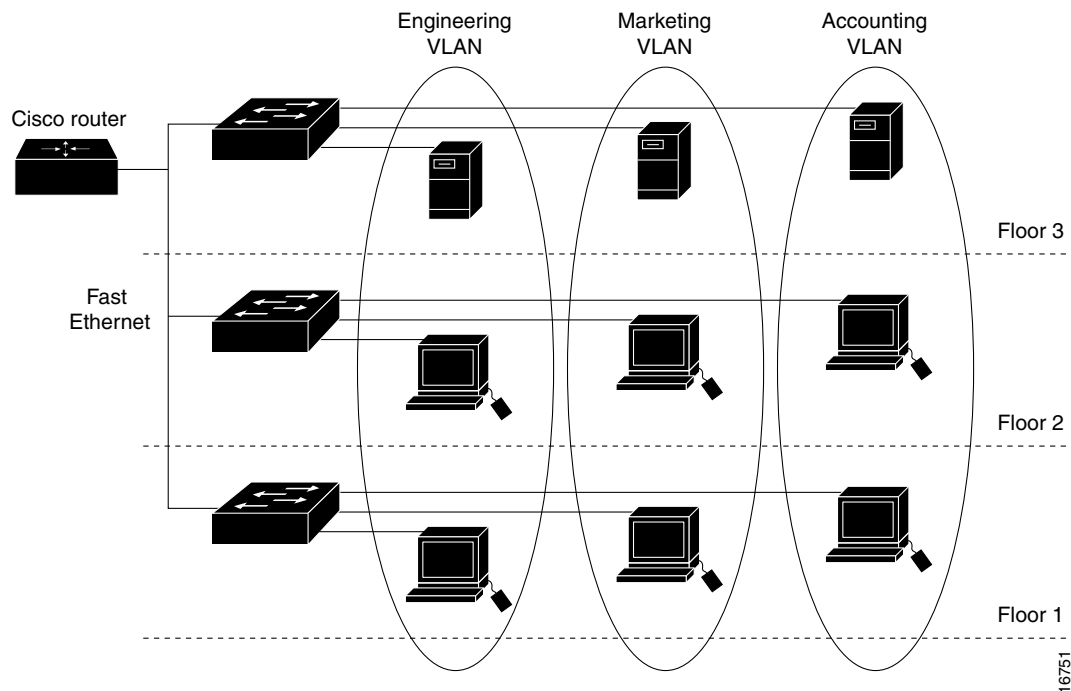 Engineering
VLAN
Marketing
VLAN
Accounting
VLAN
Cisco router
Floor 3
Fast
Ethernet
Floor 2
Floor 1
16751